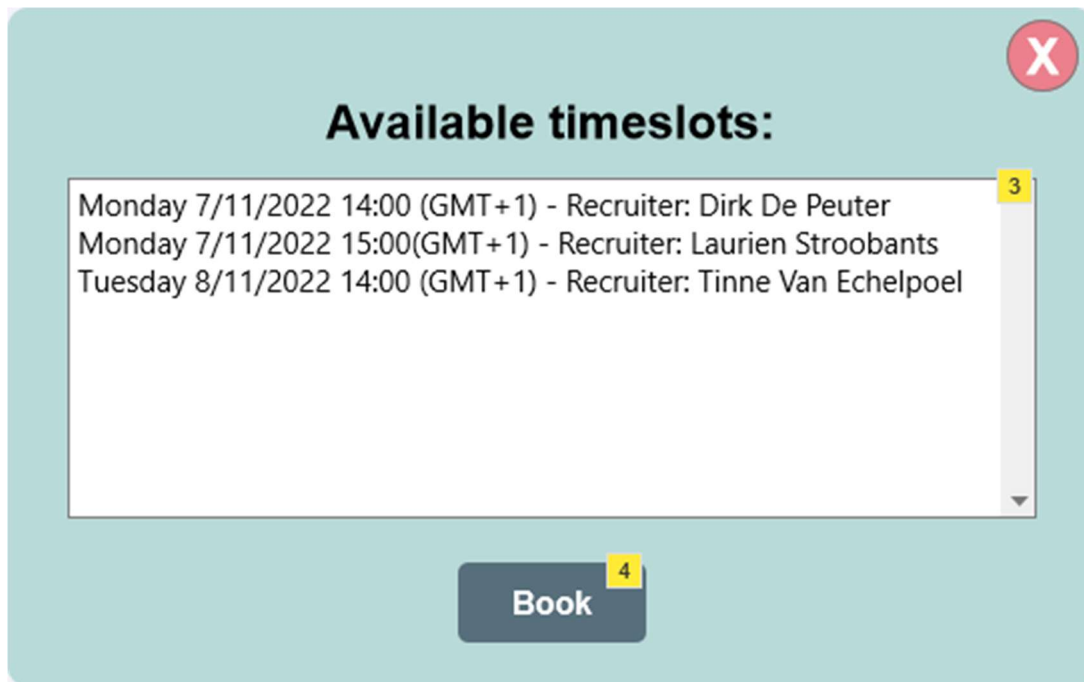 X
Available timeslots:
3
Monday 7/11/2022 14:00 (GMT+1) - Recruiter: Dirk De Peuter
Monday 7/11/2022 15:00(GMT+1) - Recruiter: Laurien Stroobants
Tuesday 8/11/2022 14:00 (GMT+1) - Recruiter: Tinne Van Echelpoel
4
Book